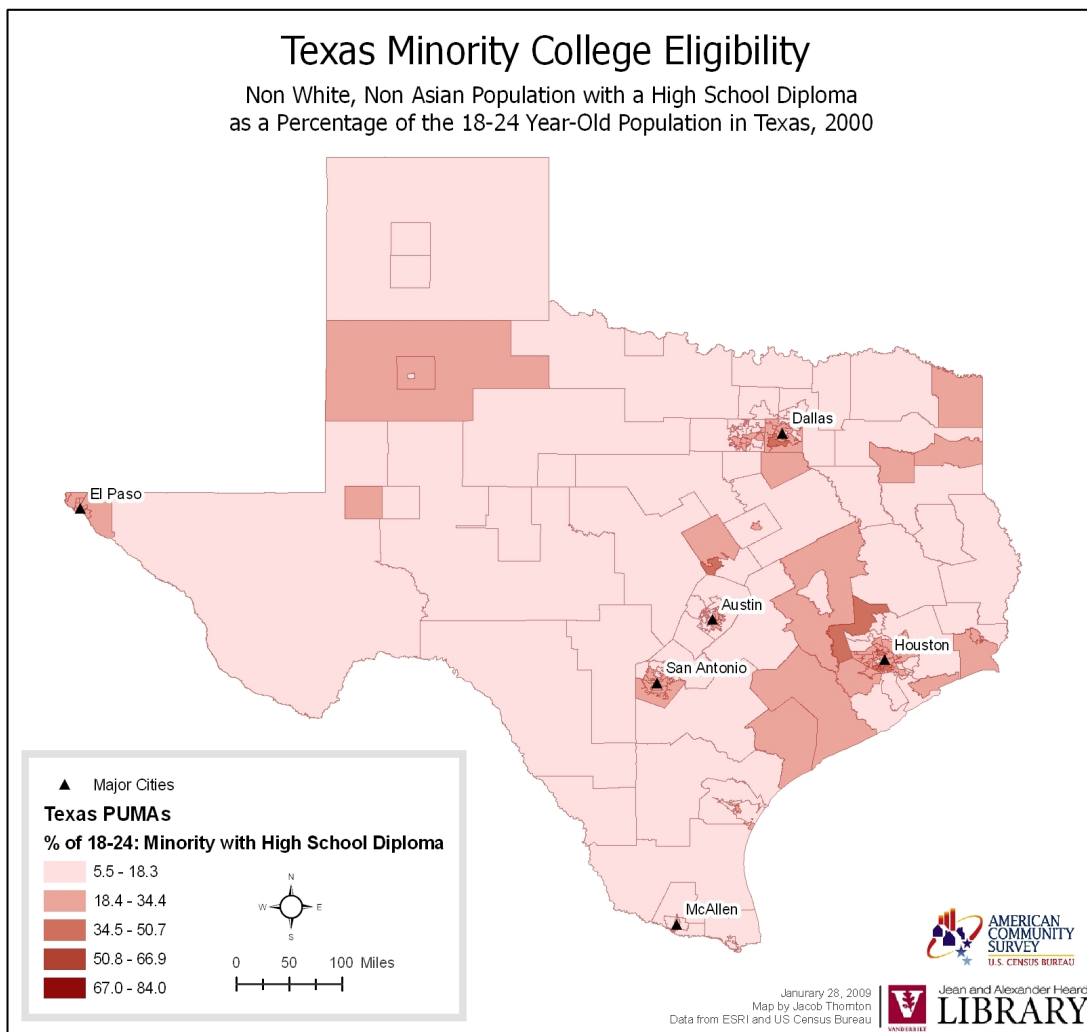 Texas Minority College Eligibility
Non White, Non Asian Population with a High School Diploma
as a Percentage of the 18-24 Year-Old Population in Texas, 2000
Dallas
El Paso
Austin
Houston
San Antonio
McAllen
Major Cities
Texas PUMAs
% of 18-24: Minority with High School Diploma
5.5 - 18.3
18.4 - 34.4
34.5 - 50.7
50.8 - 66.9
67.0 - 84.0
N
W E
S
0 50 100 Miles
AMERICAN
COMMUNITY
SURVEY
U.S. CENSUS BUREAU
Janurary 28, 2009
Map by Jacob Thornton
Data from ESRI and US Census Bureau
V
VANDERBILT
Jean and Alexander Heard
LIBRARY